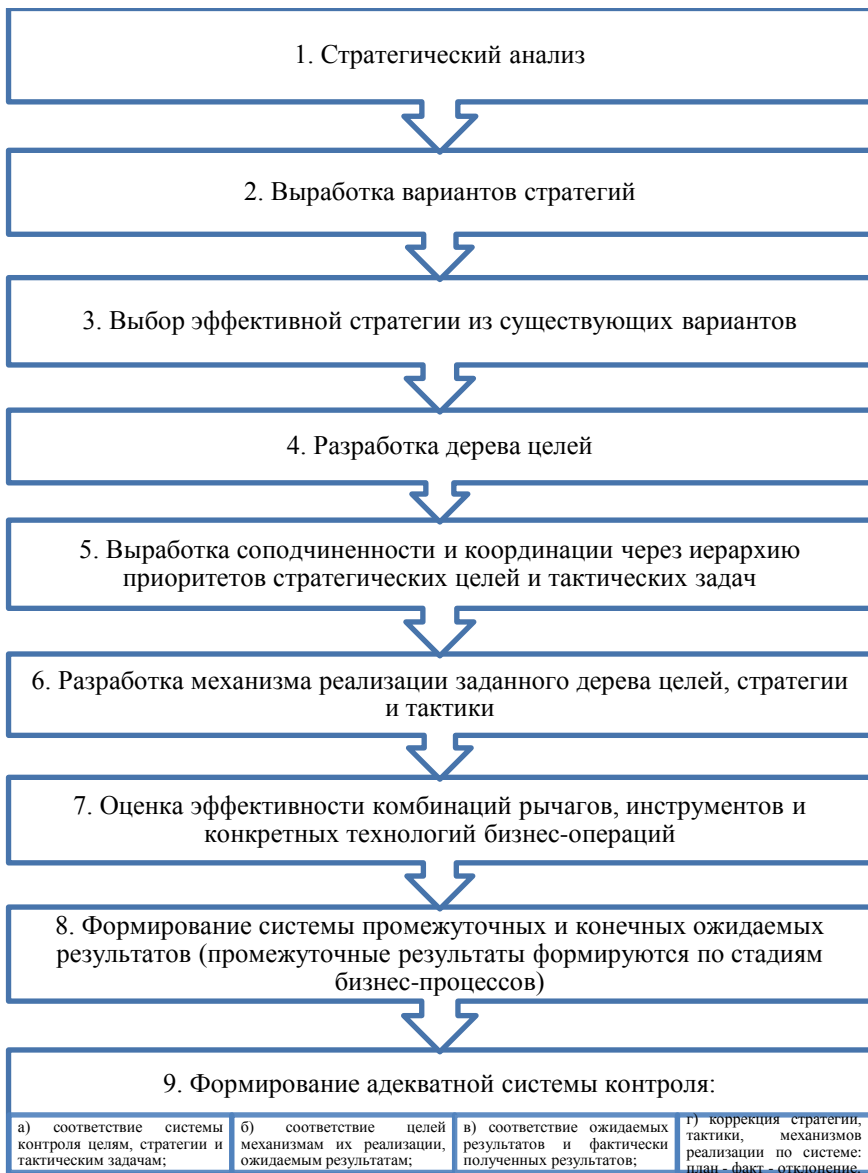 1. Стратегический анализ
2. Выработка вариантов стратегий
3. Выбор эффективной стратегии из существующих вариантов
4. Разработка дерева целей
5. Выработка соподчиненности и координации через иерархию
приоритетов стратегических целей и тактических задач
6. Разработка механизма реализации заданного дерева целей, стратегии
и тактики
7. Оценка эффективности комбинаций рычагов, инструментов и
конкретных технологий бизнес-операций
8. Формирование системы промежуточных и конечных ожидаемых
результатов (промежуточные результаты формируются по стадиям
бизнес-процессов)
9. Формирование адекватной системы контроля:
а) соответствие системы
контроля целям, стратегии и
тактическим задачам;
б) соответствие целей
механизмам их реализации,
ожидаемым результатам;
в) соответствие ожидаемых
результатов и фактически
полученных результатов;
г) коррекция стратегии,
тактики, механизмов
реализации по системе:
план - факт - отклонение.